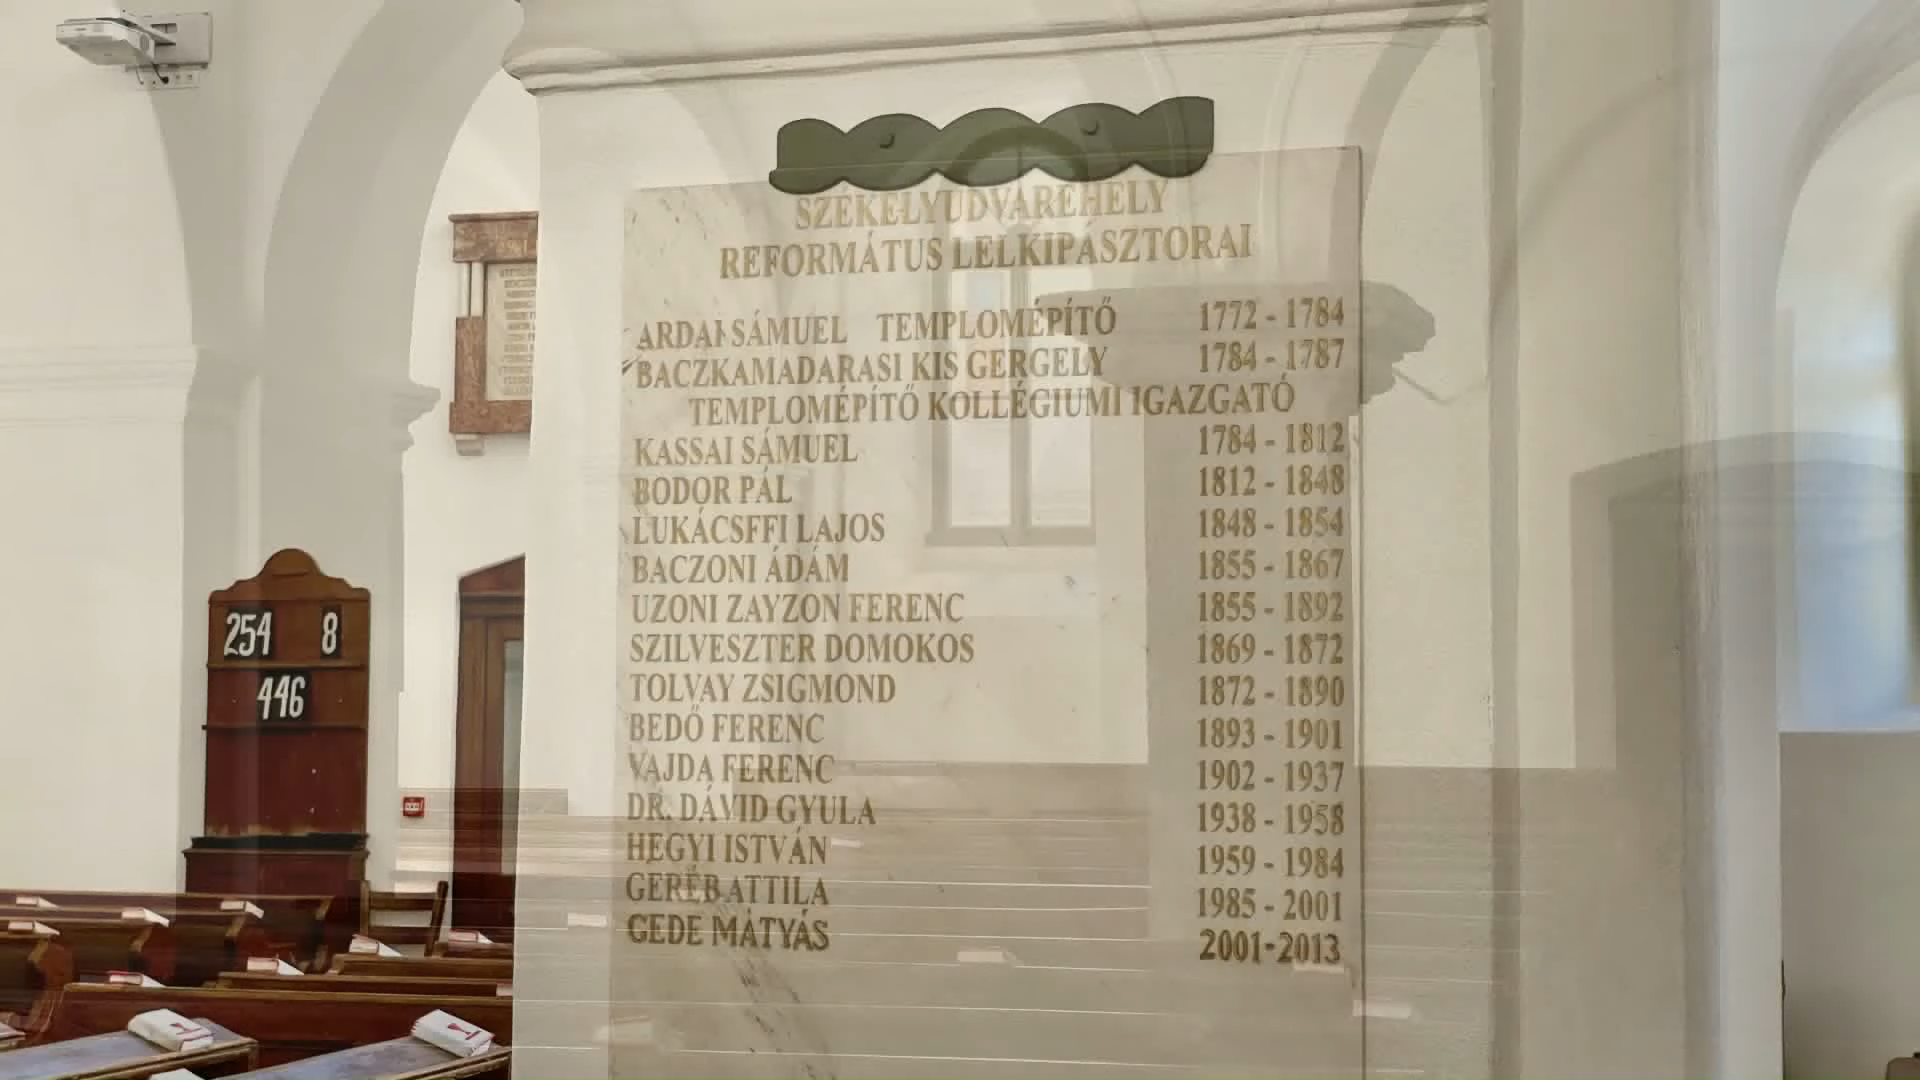 SZÉKELYUDVAREHELY
REFORMÁTUS LELKIPÁSZTORAI
ARDAI SÁMUEL TEMPLOMÉPÍTŐ 1772 - 1784
BACZKAMADARASI KIS GERGELY 1784 - 1787
TEMPLOMÉPÍTŐ KOLLÉGIUMI IGAZGATÓ
KASSAI SÁMUEL 1784 - 1812
BODOR PÁL 1812 - 1848
LUKÁCSFFI LAJOS 1848 - 1854
BACZONI ÁDÁM 1855 - 1867
UZONI ZAYZON FERENC 1855 - 1892
SZILVESZTER DOMOKOS 1869 - 1872
TOLVAY ZSIGMOND 1872 - 1890
BEDŐ FERENC 1893 - 1901
VAJDA FERENC 1902 - 1937
DR. DÁVID GYULA 1938 - 1958
HEGYI ISTVÁN 1959 - 1984
GERÉB ATTILA 1985 - 2001
GEDE MÁTYÁS 2001-2013
254 8
446